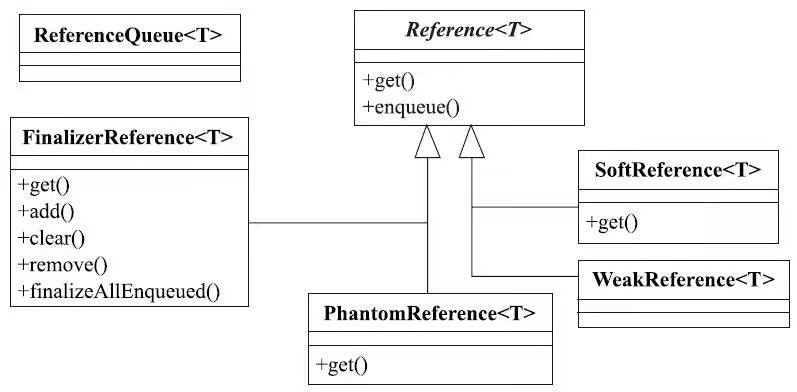 ReferenceQueue<T>
Reference<T>
+get()
+enqueue()
FinalizerReference<T>
+get()
+add()
+clear()
+remove()
+finalizeAllEnqueued()
SoftReference<T>
+get()
WeakReference<T>
PhantomReference<T>
+get()